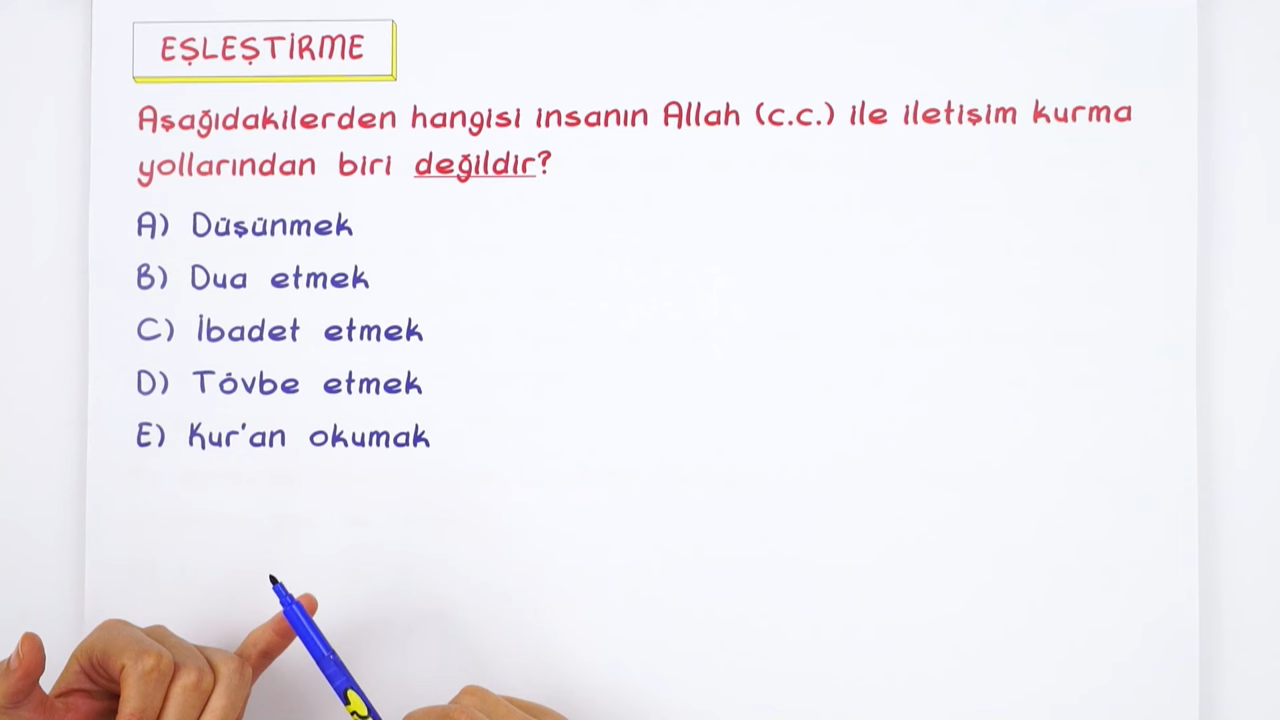 EŞLEŞTİRME
Aşağıdakilerden hangisi insanın Allah (c.c.) ile iletişim kurma
yollarından biri değildir?
A) Düşünmek
B) Dua etmek
C) İbadet etmek
D) Tövbe etmek
E) Kur'an okumak